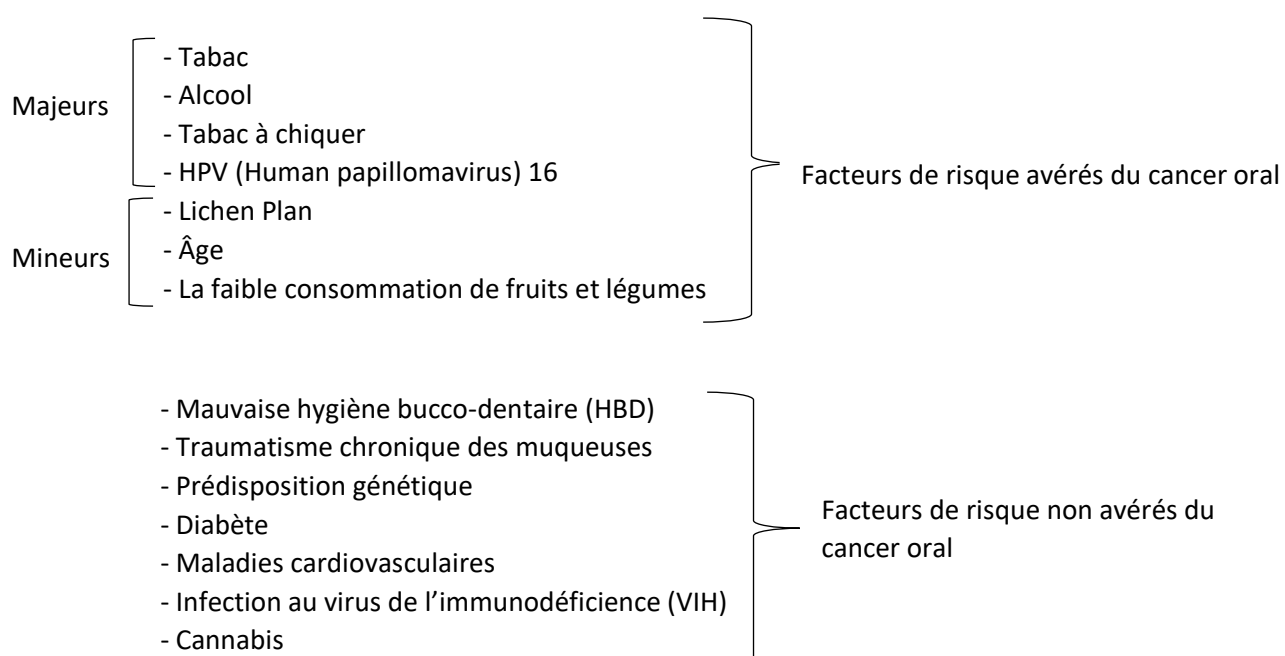 - Tabac
- Alcool
Majeurs
- Tabac à chiquer
- HPV (Human papillomavirus) 16
Facteurs de risque avérés du cancer oral
- Lichen Plan
- Âge
Mineurs
- La faible consommation de fruits et légumes
- Mauvaise hygiène bucco-dentaire (HBD)
- Traumatisme chronique des muqueuses
- Prédisposition génétique
- Diabète
Facteurs de risque non avérés du
cancer oral
- Maladies cardiovasculaires
- Infection au virus de l’immunodéficience (VIH)
- Cannabis